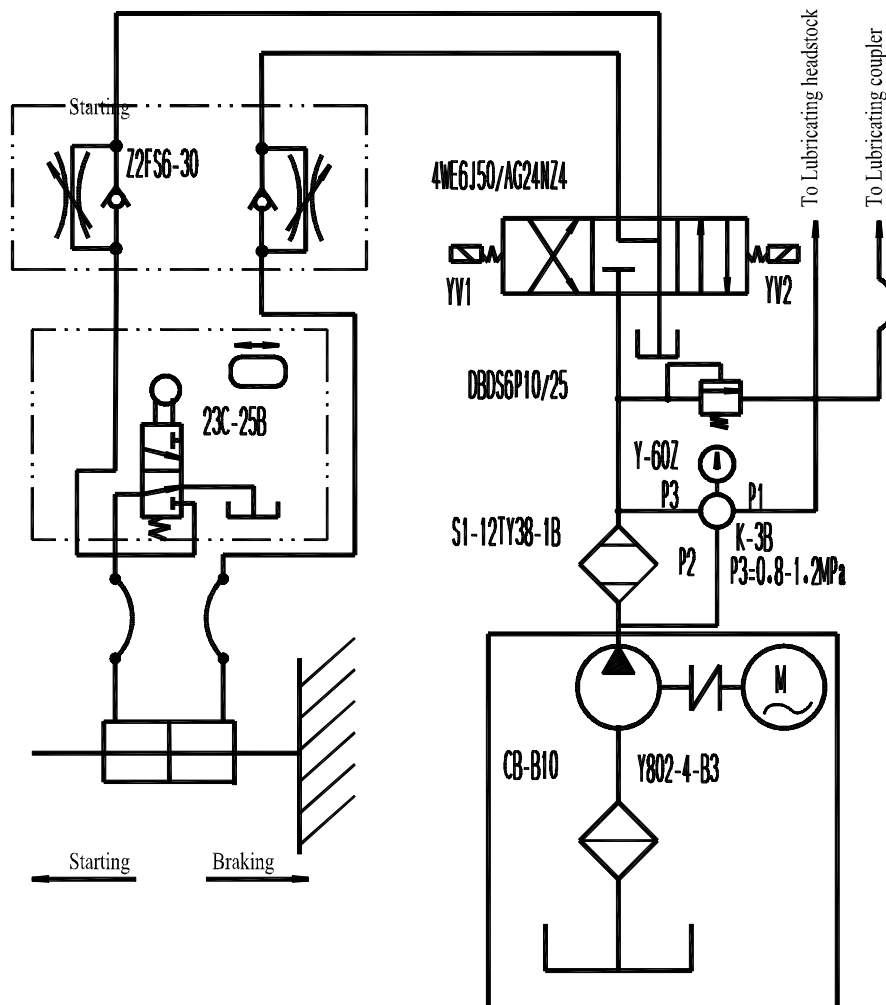 Starting
Z2FS6-30
4WE6J50/AG24NZ4
To Lubricating headstock
To Lubricating coupler
YV1
YV2
DBDS6P10/25
23C-25B
Y-60Z
P3
P1
S1-12TY38-1B
K-3B
P2
P3=0.8-1.2MPa
M
CB-B10
Y802-4-B3
Starting
Braking